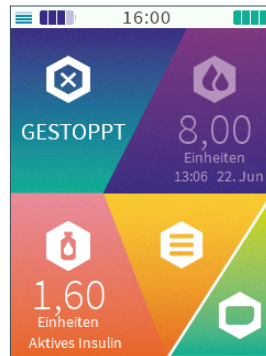 16:00
GESTOPPT
8,00
Einheiten
13:06 22. Jun
1,60
Einheiten
Aktives Insulin